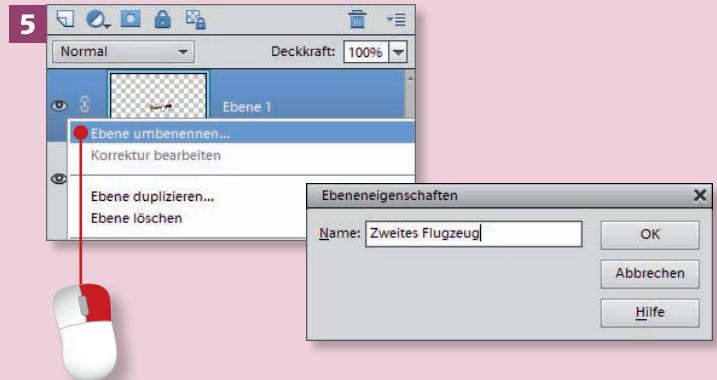 5
Normal Deckkraft: 100%
Ebene 1
Ebene umbenennen...
Korrektur bearbeiten
Ebene duplizieren...
Ebene löschen
Ebeneneigenschaften
Name: Zweites Flugzeug OK
Abbrechen
Hilfe